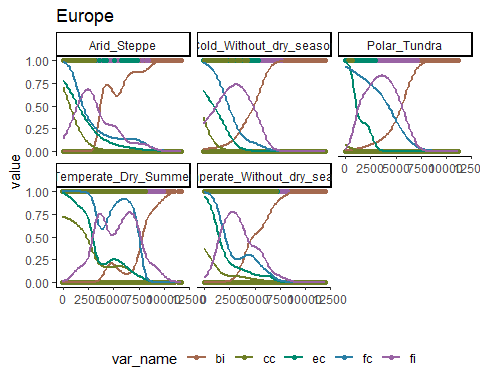 Europe
Arid_Steppe
cold_Without_dry_seaso
Polar_Tundra
1.00
0.75
0.50
0.25
0.00
0 2500 5000 7500 10000 12500
Temperate_Dry_Summe
perate_Without_dry_sea
1.00
0.75
0.50
0.25
0.00
0 2500 5000 7500 10000 12500
0 2500 5000 7500 10000 12500
value
var_name bi cc ec fc fi